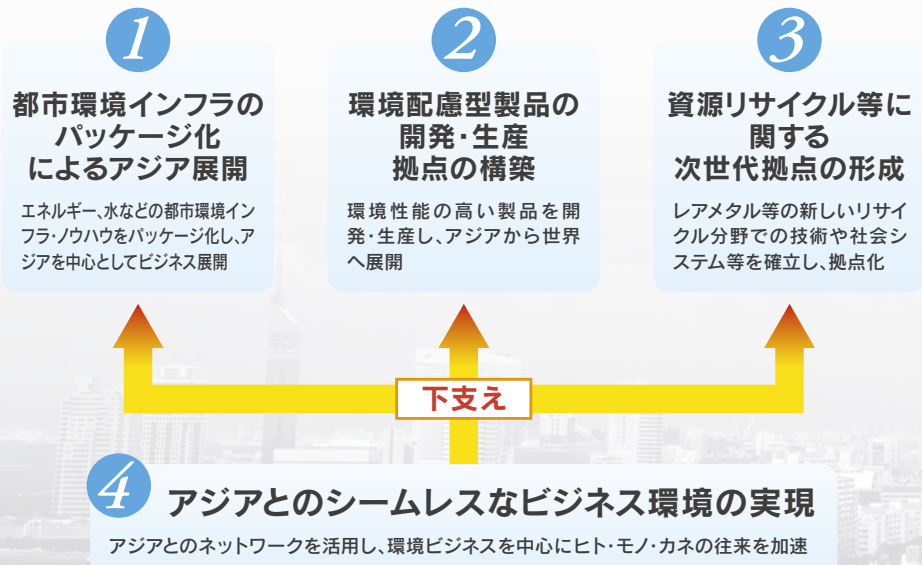 1
都市環境インフラの
パッケージ化
によるアジア展開
エネルギー、水などの都市環境イン
フラ・ノウハウをパッケージ化し、ア
ジアを中心としてビジネス展開
2
環境配慮型製品の
開発・生産
拠点の構築
環境性能の高い製品を開
発・生産し、アジアから世界
へ展開
3
資源リサイクル等に
関する
次世代拠点の形成
レアメタル等の新しいリサイ
クル分野での技術や社会シ
ステム等を確立し、拠点化
下支え
4
アジアとのシームレスなビジネス環境の実現
アジアとのネットワークを活用し、環境ビジネスを中心にヒト・モノ・カネの往来を加速